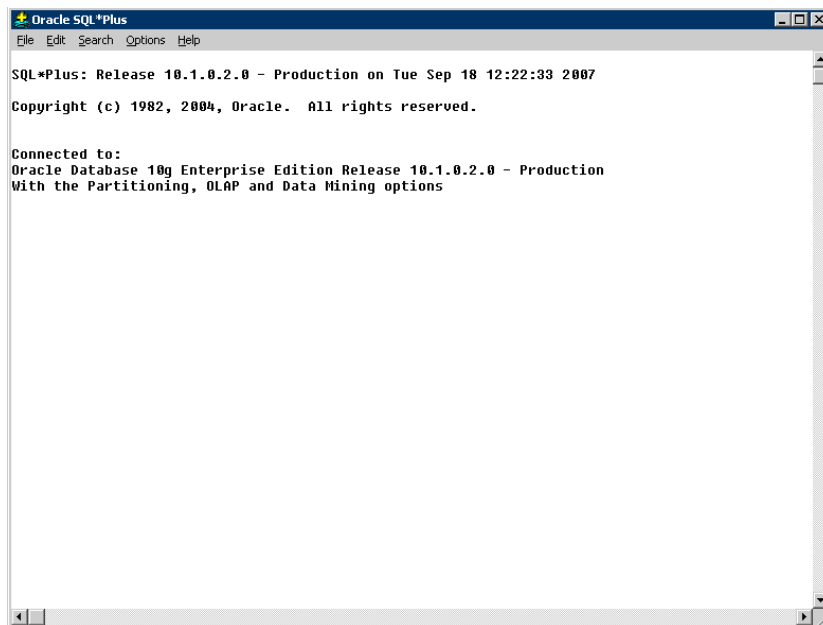 Oracle SQL*Plus
File Edit Search Options Help
SQL*Plus: Release 10.1.0.2.0 - Production on Tue Sep 18 12:22:33 2007
Copyright (c) 1982, 2004, Oracle.  All rights reserved.
Connected to:
Oracle Database 10g Enterprise Edition Release 10.1.0.2.0 - Production
With the Partitioning, OLAP and Data Mining options